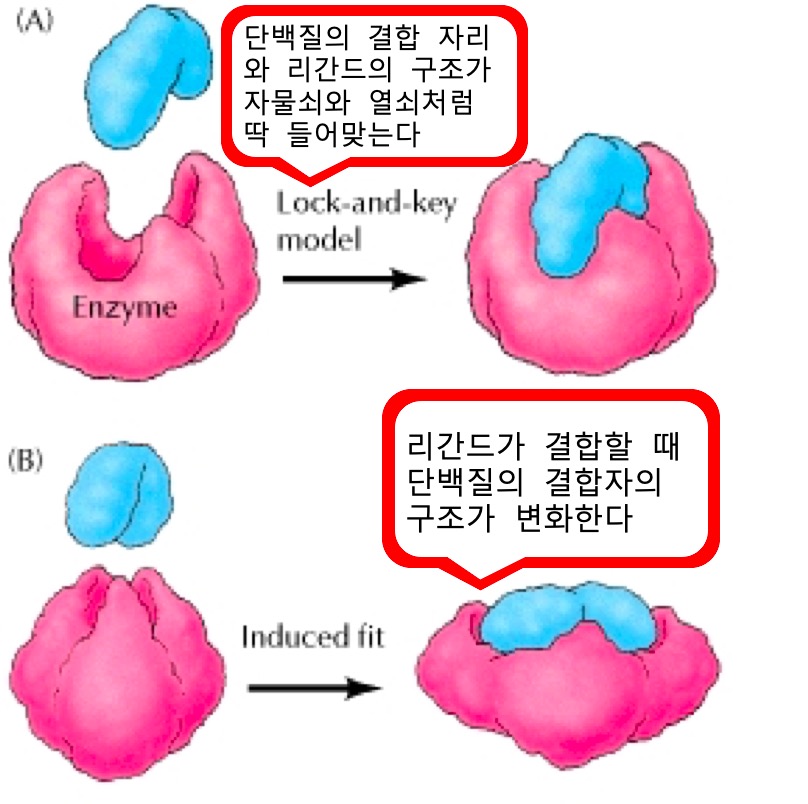 (A)
단백질의 결합 자리
와 리간드의 구조가
자물쇠와 열쇠처럼
딱 들어맞는다
Lock-and-key
model
Enzyme
(B)
리간드가 결합할 때
단백질의 결합자의
구조가 변화한다
Induced fit